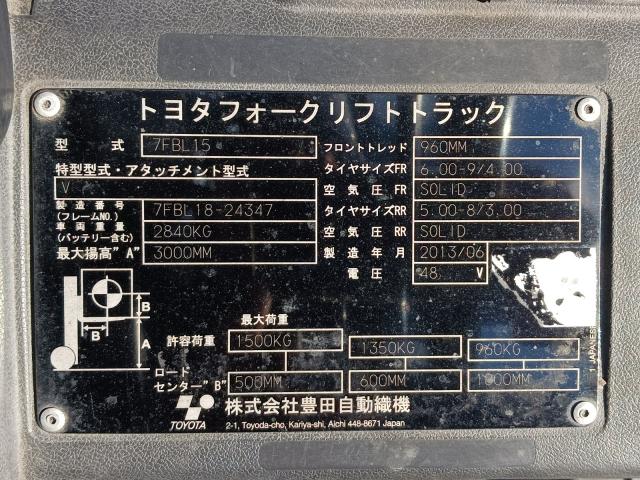 トヨタフォークリフトトラック
型式 7FBL15 フロントトレッド 960MM
特型型式・アタッチメント型式 タイヤサイズFR 6.00-9/4.00
V 空気圧 FR SOLID
製造番号 (フレームNO.) 7FBL18-24347 タイヤサイズRR 5.00-8/3.00
車両重量 (バッテリー含む) 2840KG 空気圧 RR SOLID
最大揚高"A" 3000MM 製造年月 2013/06
電圧 48 V
B
B A
最大荷重
許容荷重 1500KG 1350KG 960KG
ロードセンター"B" 500MM 600MM 1000MM
TOYOTA 株式会社豊田自動織機
2-1, Toyoda-cho, Kariya-shi, Aichi 448-8671 Japan